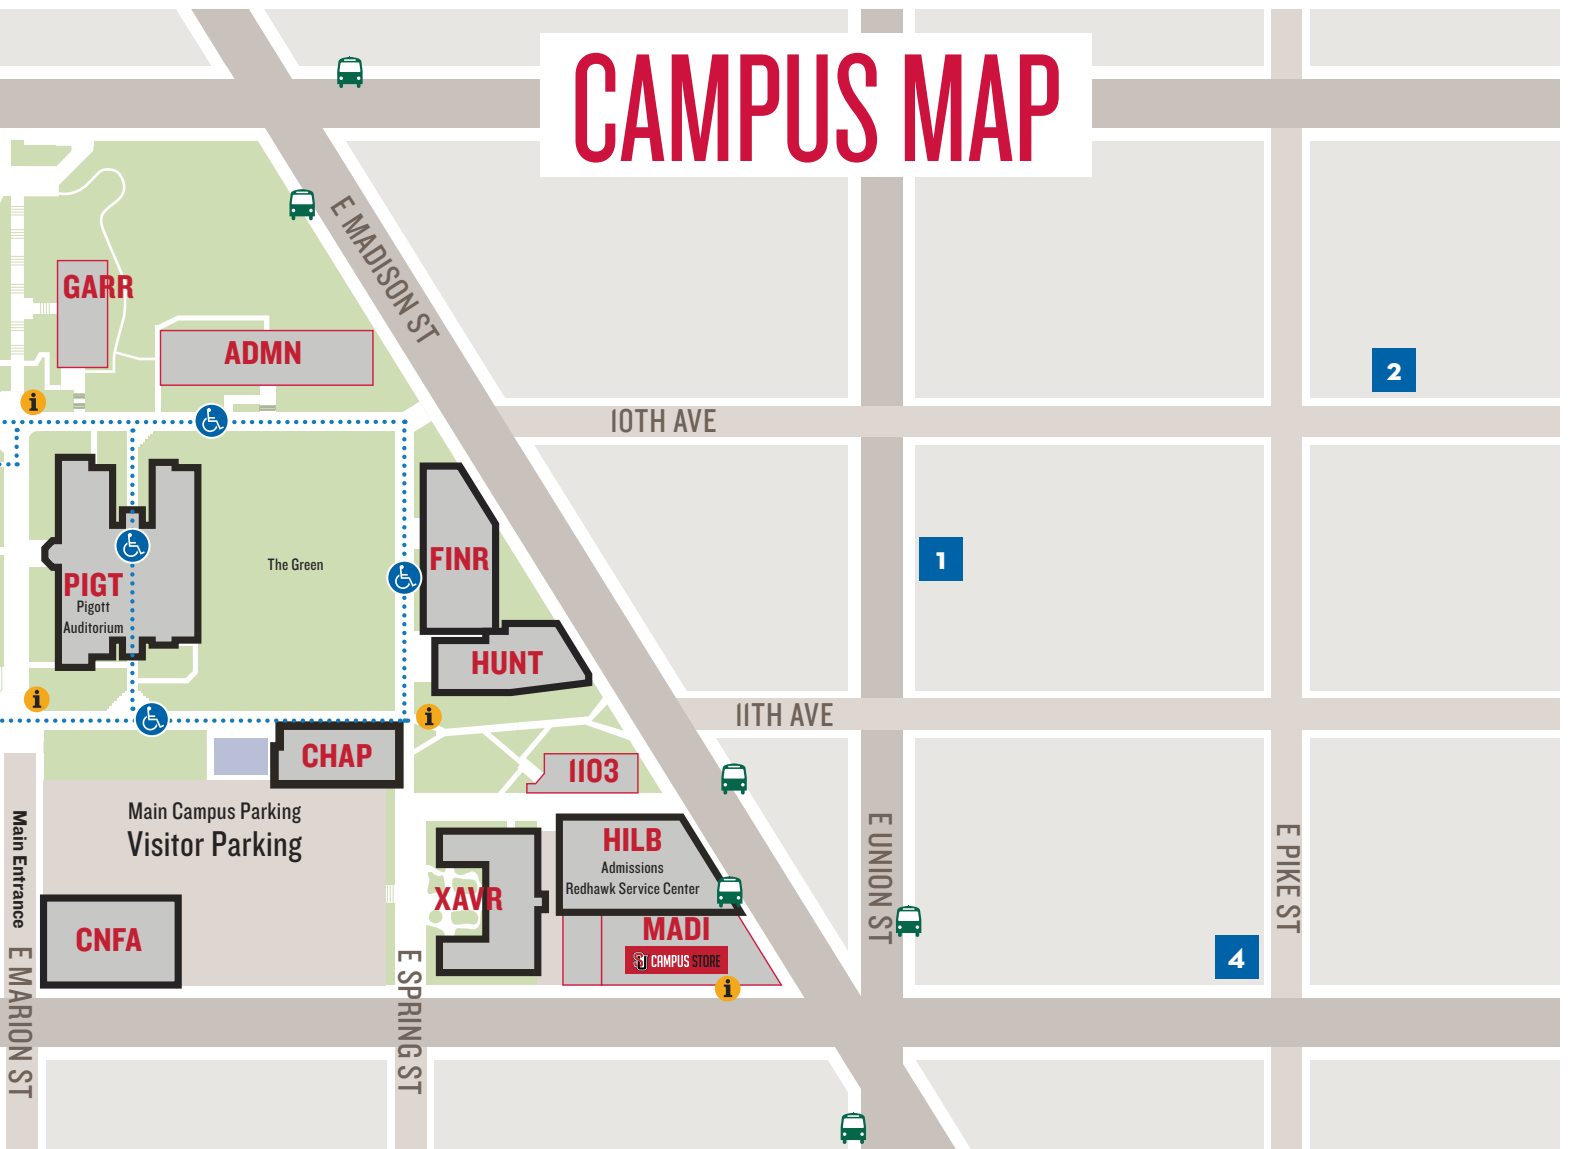 CAMPUS MAP
E MADISON ST
GARR
ADMN
2
i
10TH AVE
FINR
1
The Green
PIGT
Pigott
Auditorium
HUNT
i
i
11TH AVE
CHAP
1103
Main Campus Parking
Visitor Parking
Main Entrance
HILB
Admissions
Redhawk Service Center
E UNION ST
E PIKE ST
XAVR
MADI
CNFA
SU CAMPUS STORE
4
i
E MARION ST
E SPRING ST